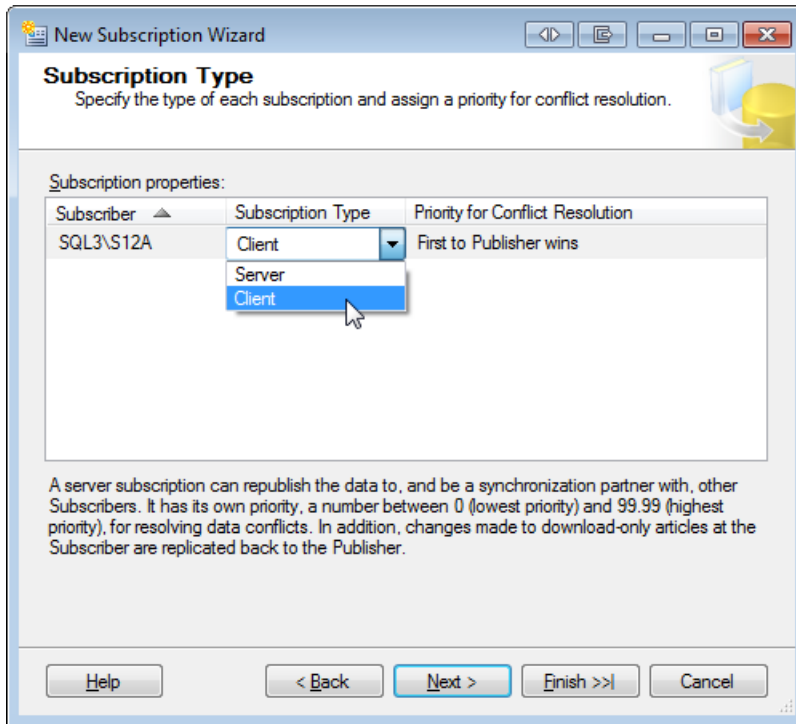 New Subscription Wizard
Subscription Type
Specify the type of each subscription and assign a priority for conflict resolution.
Subscription properties:
Subscriber Subscription Type Priority for Conflict Resolution
SQL3\S12A Client First to Publisher wins
Server
Client
A server subscription can republish the data to, and be a synchronization partner with, other
Subscribers. It has its own priority, a number between 0 (lowest priority) and 99.99 (highest
priority), for resolving data conflicts. In addition, changes made to download-only articles at the
Subscriber are replicated back to the Publisher.
Help < Back Next > Finish >>| Cancel